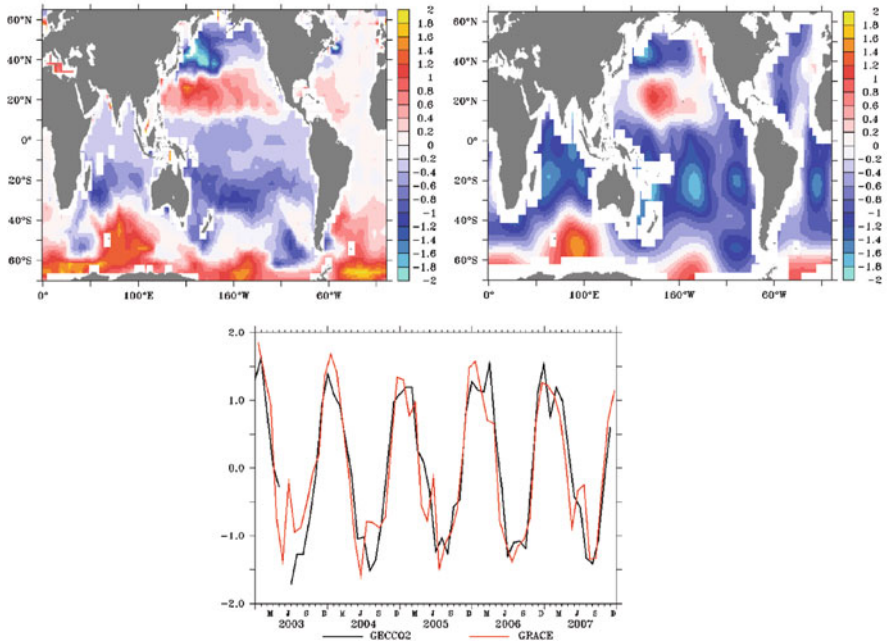 60°N
40°N
20°N
0°
20°S
40°S
60°S
0° 100°E 160°W 60°W
2
1.8
1.6
1.4
1.2
1
0.8
0.6
0.4
0.2
0
-0.2
-0.4
-0.6
-0.8
-1
-1.2
-1.4
-1.6
-1.8
-2
60°N
40°N
20°N
0°
20°S
40°S
60°S
0° 100°E 160°W 60°W
2
1.8
1.6
1.4
1.2
1
0.8
0.6
0.4
0.2
0
-0.2
-0.4
-0.6
-0.8
-1
-1.2
-1.4
-1.6
-1.8
-2
2.0
1.0
0.0
-1.0
-2.0
M J S D M J S D M J S D M J S D M J S D
2003 2004 2005 2006 2007
GECCO2 GRACE